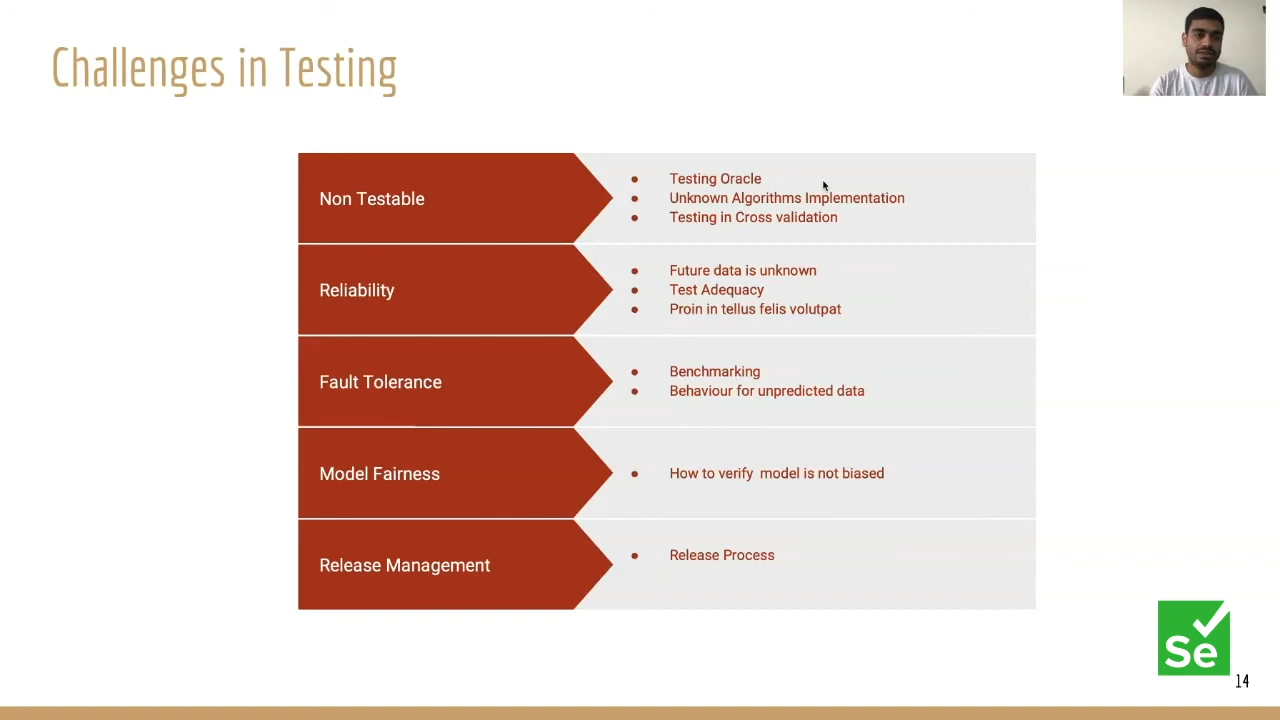 Challenges in Testing
Non Testable
Testing Oracle
Unknown Algorithms Implementation
Testing in Cross validation
Reliability
Future data is unknown
Test Adequacy
Proin in tellus felis volutpat
Fault Tolerance
Benchmarking
Behaviour for unpredicted data
Model Fairness
How to verify model is not biased
Release Management
Release Process
Se
14